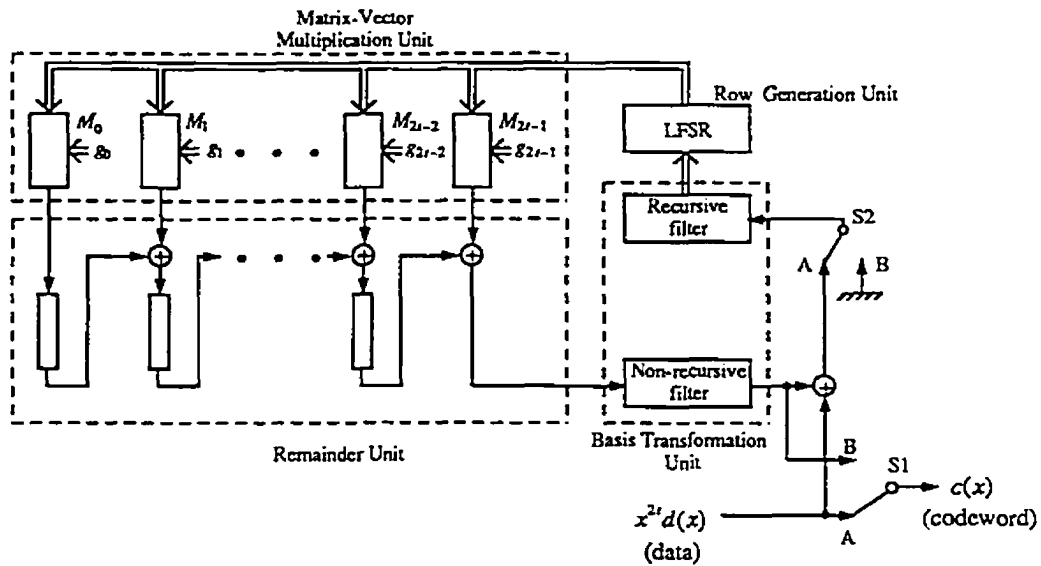 Matrix-Vector
Multiplication Unit
Row Generation Unit
M₀
M₁
M₂ₜ₋₂
M₂ₜ₋₁
LFSR
g₀
g₁
g₂ₜ₋₂
g₂ₜ₋₁
Recursive
filter
S2
A
B
Non-recursive
filter
Remainder Unit
Basis Transformation
Unit
B
S1
x²ᵗd(x)
c(x)
(data)
A
(codeword)